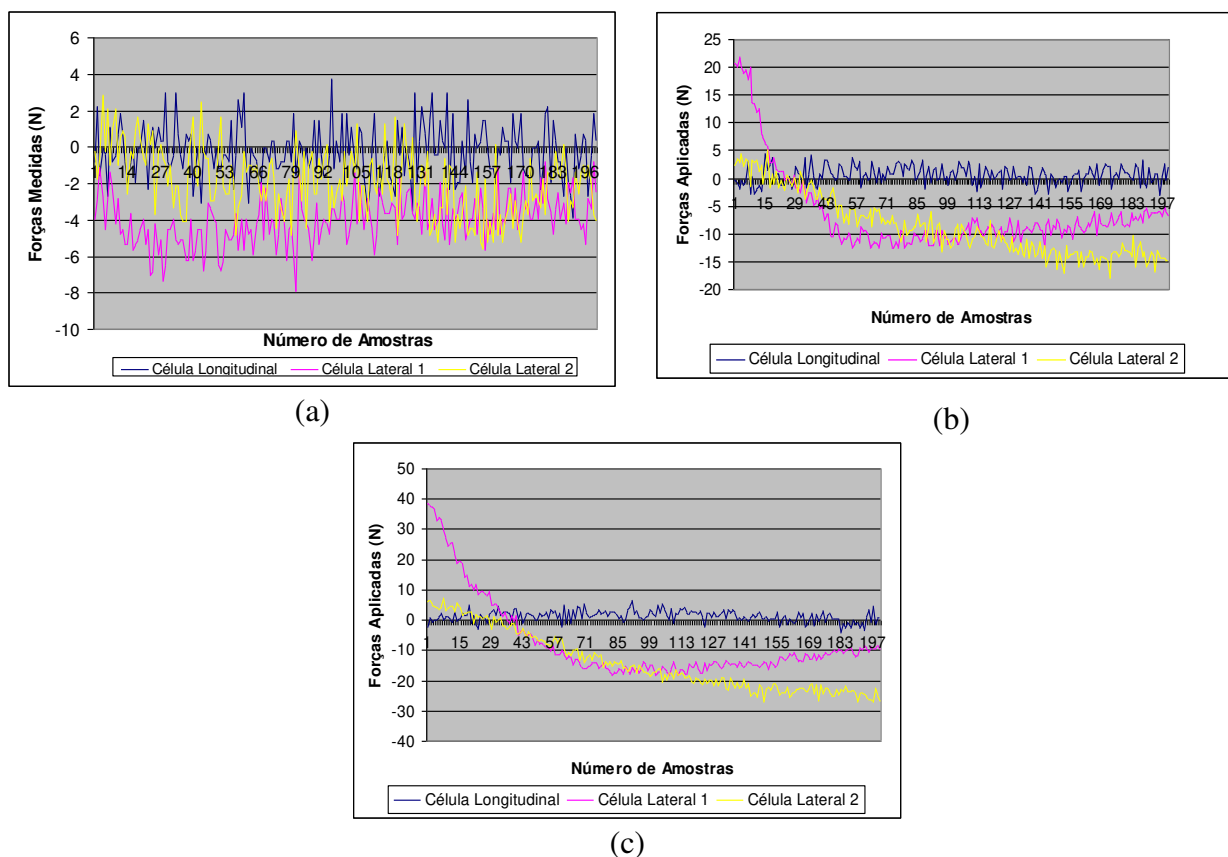 6
4
2
0
-2
-4
-6
-8
-10
Forças Medidas (N)
1 14 27 40 53 66 79 92 105 118 131 144 157 170 183 196
Número de Amostras
Célula Longitudinal Célula Lateral 1 Célula Lateral 2
(a)
25
20
15
10
5
0
-5
-10
-15
-20
Forças Aplicadas (N)
1 15 29 43 57 71 85 99 113 127 141 155 169 183 197
Número de Amostras
Célula Longitudinal Célula Lateral 1 Célula Lateral 2
(b)
50
40
30
20
10
0
-10
-20
-30
-40
Forças Aplicadas (N)
1 15 29 43 57 71 85 99 113 127 141 155 169 183 197
Número de Amostras
Célula Longitudinal Célula Lateral 1 Célula Lateral 2
(c)